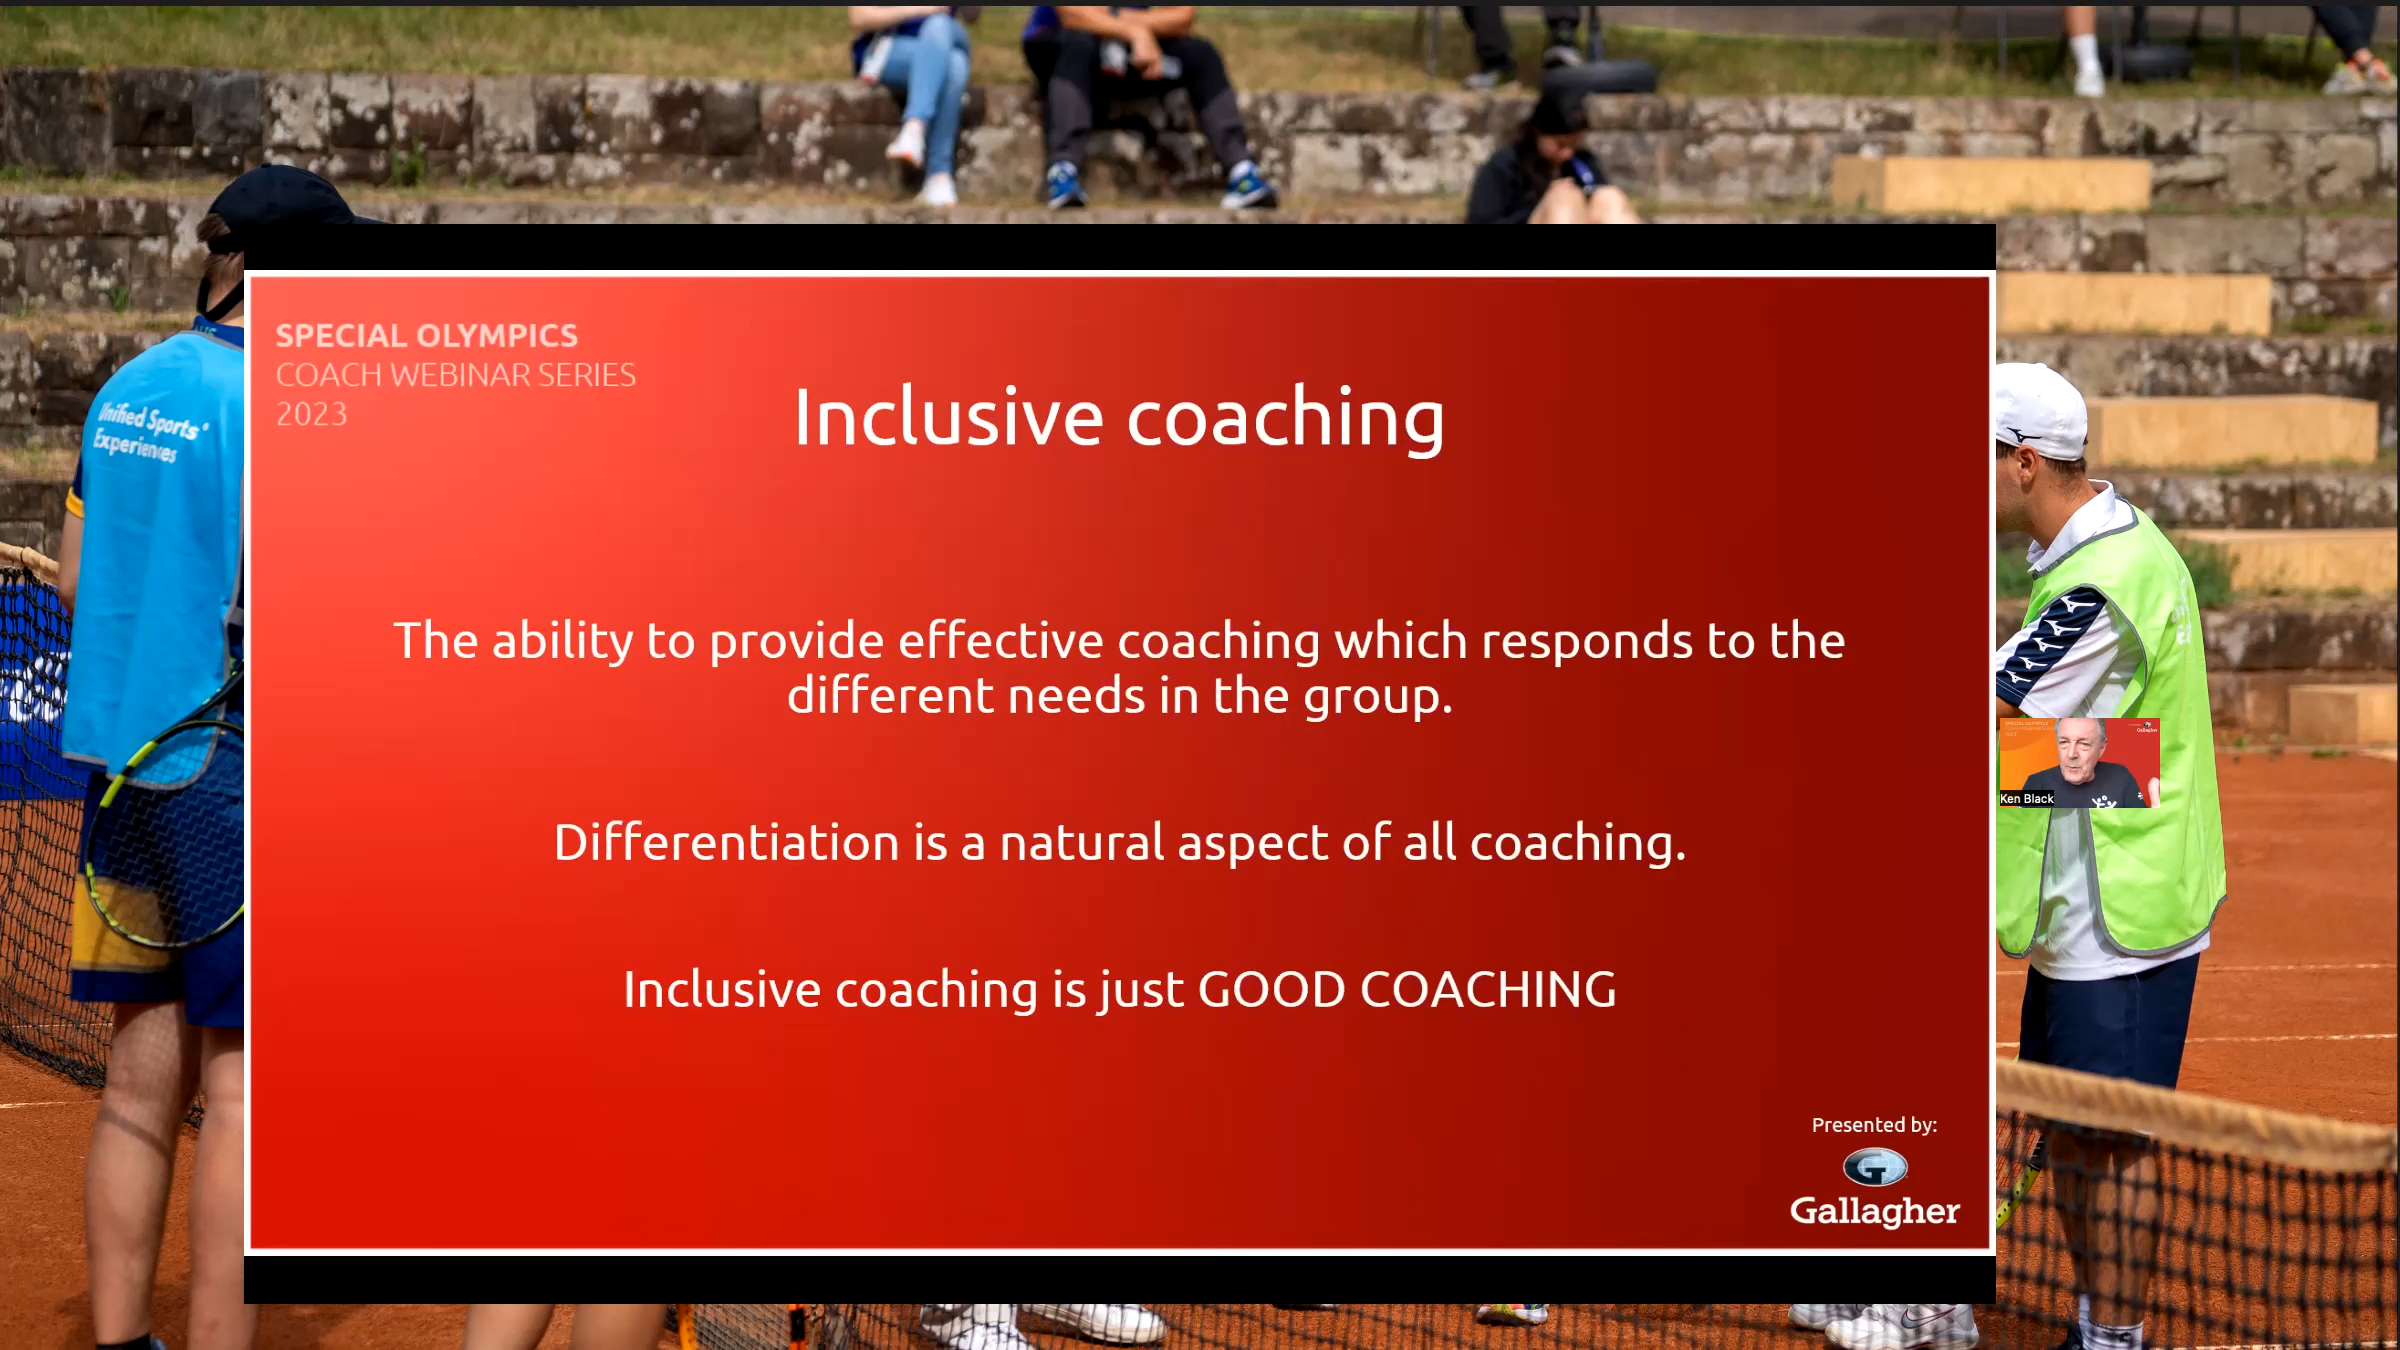 SPECIAL OLYMPICS
COACH WEBINAR SERIES
2023
Inclusive coaching
The ability to provide effective coaching which responds to the
different needs in the group.
Differentiation is a natural aspect of all coaching.
Inclusive coaching is just GOOD COACHING
Presented by:
G
Gallagher
Unified Sports®
Experiences
Ken Black
Gallagher